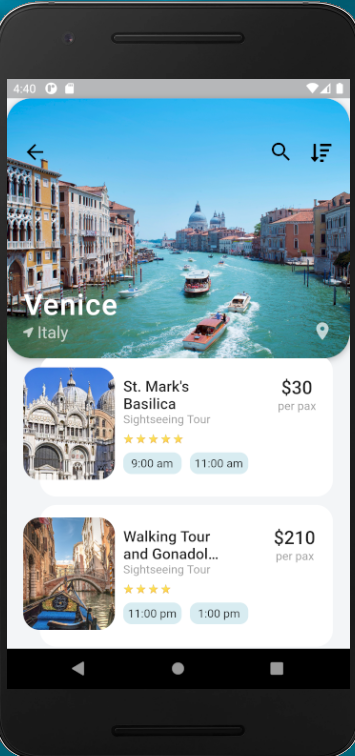 4:40
Venice
Italy
St. Mark's
Basilica
$30
per pax
Sightseeing Tour
9:00 am
11:00 am
Walking Tour
and Gonadol...
$210
per pax
Sightseeing Tour
11:00 pm
1:00 pm